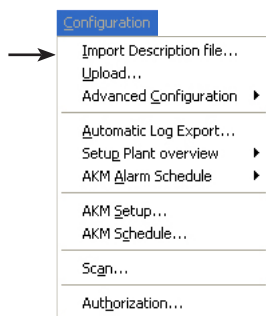 Configuration
Import Description file...
Upload...
Advanced Configuration
Automatic Log Export...
Setup Plant overview
AKM Alarm Schedule
AKM Setup...
AKM Schedule...
Scan...
Authorization...